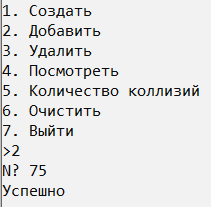 1. Создать
2. Добавить
3. Удалить
4. Посмотреть
5. Количество коллизий
6. Очистить
7. Выйти
>2
N? 75
Успешно